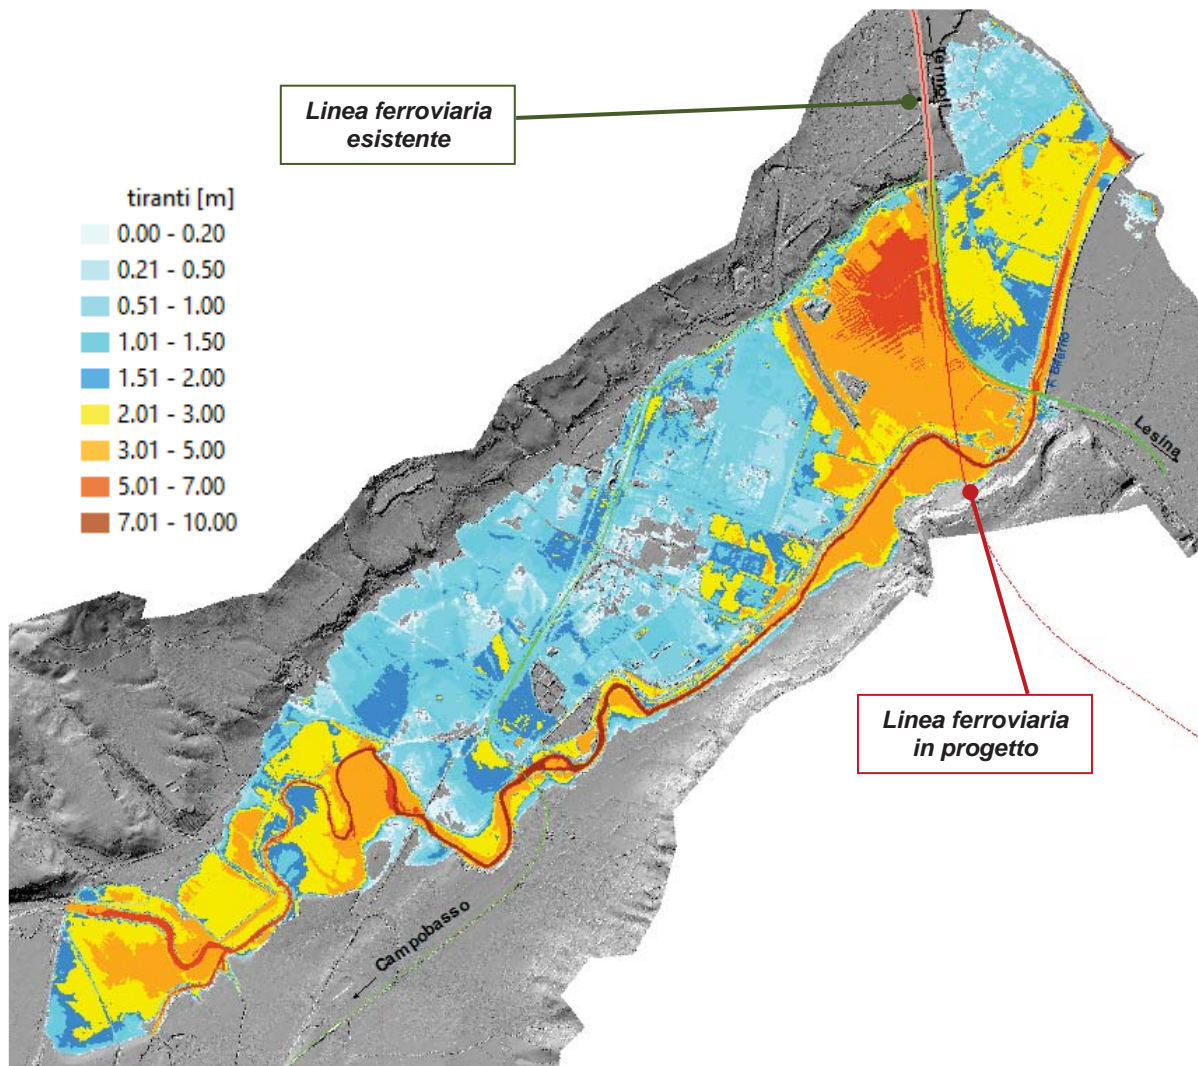 Termoli
Linea ferroviaria
esistente
tiranti [m]
0.00 - 0.20
0.21 - 0.50
0.51 - 1.00
1.01 - 1.50
1.51 - 2.00
2.01 - 3.00
3.01 - 5.00
5.01 - 7.00
7.01 - 10.00
F. Biferno
Lesina
Linea ferroviaria
in progetto
Campobasso